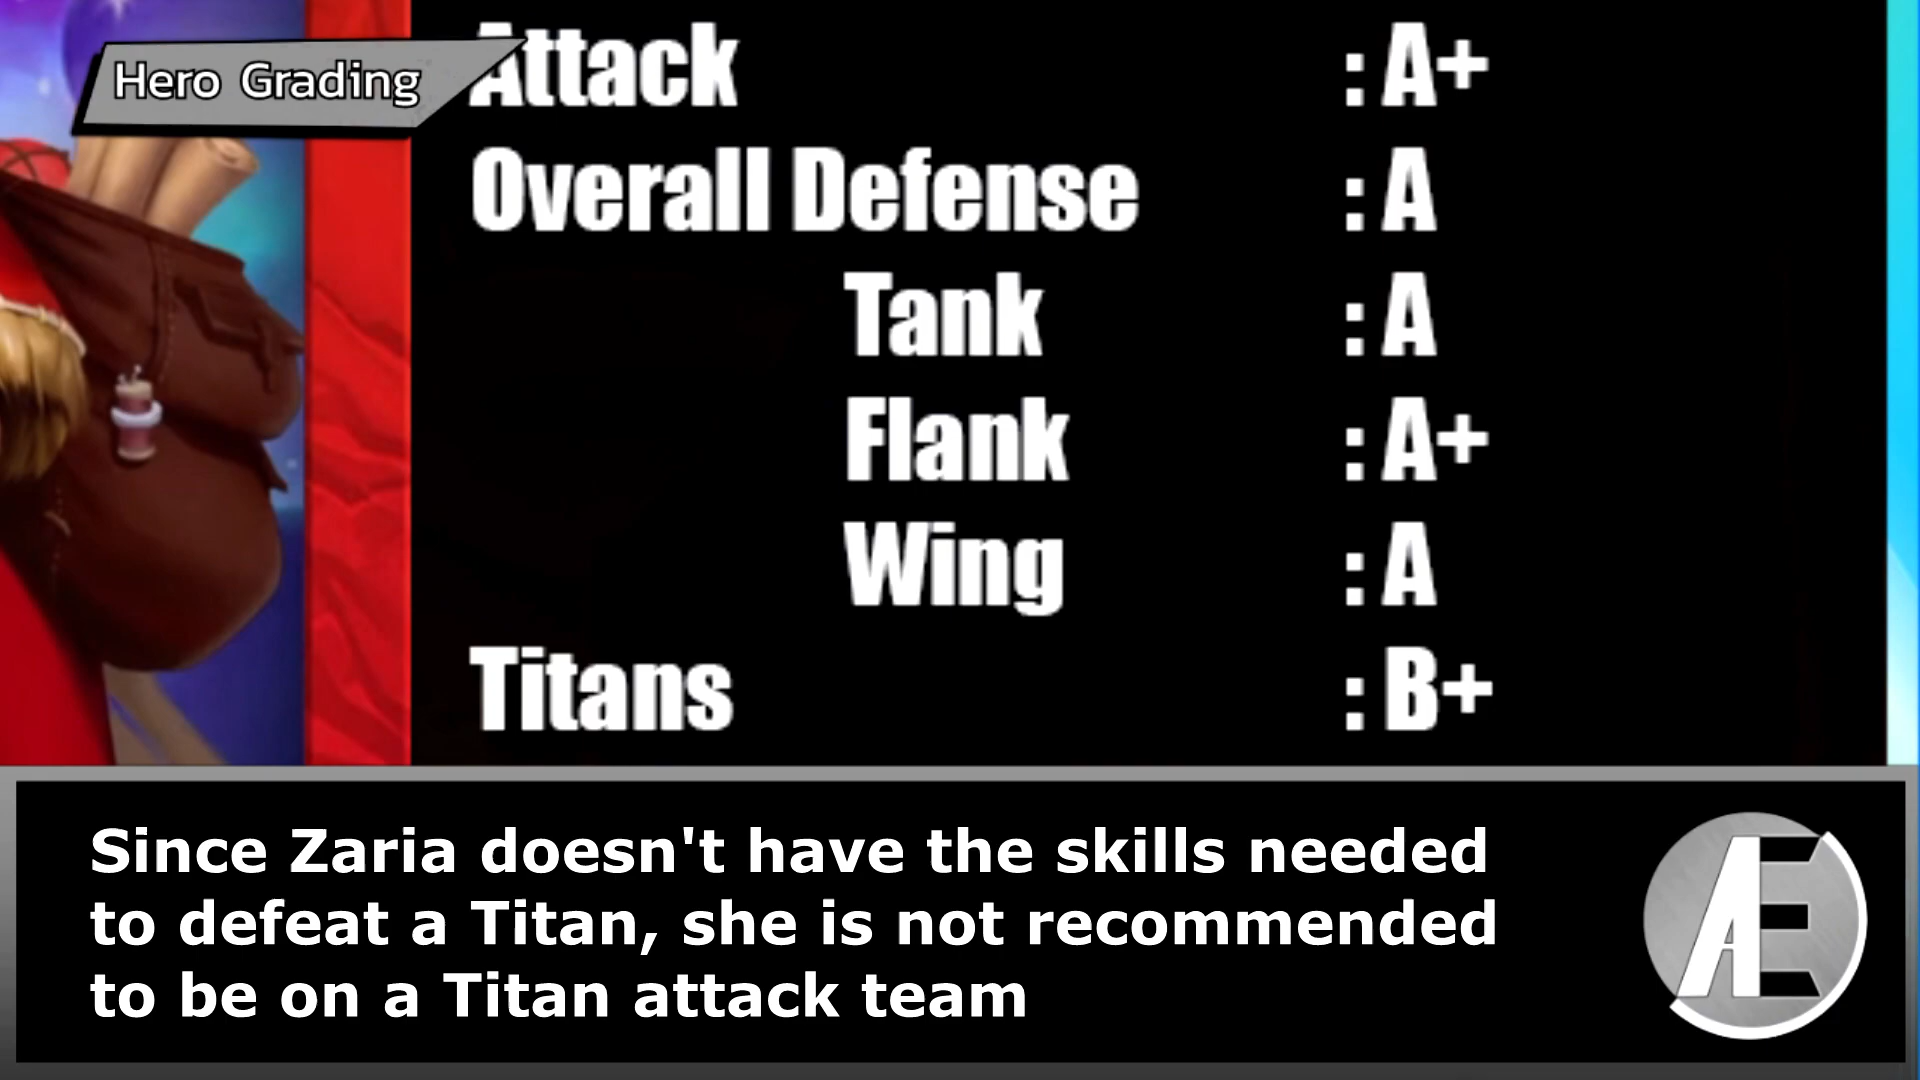 Hero Grading
Attack : A+
Overall Defense : A
Tank : A
Flank : A+
Wing : A
Titans : B+
Since Zaria doesn't have the skills needed
to defeat a Titan, she is not recommended
to be on a Titan attack team
AE